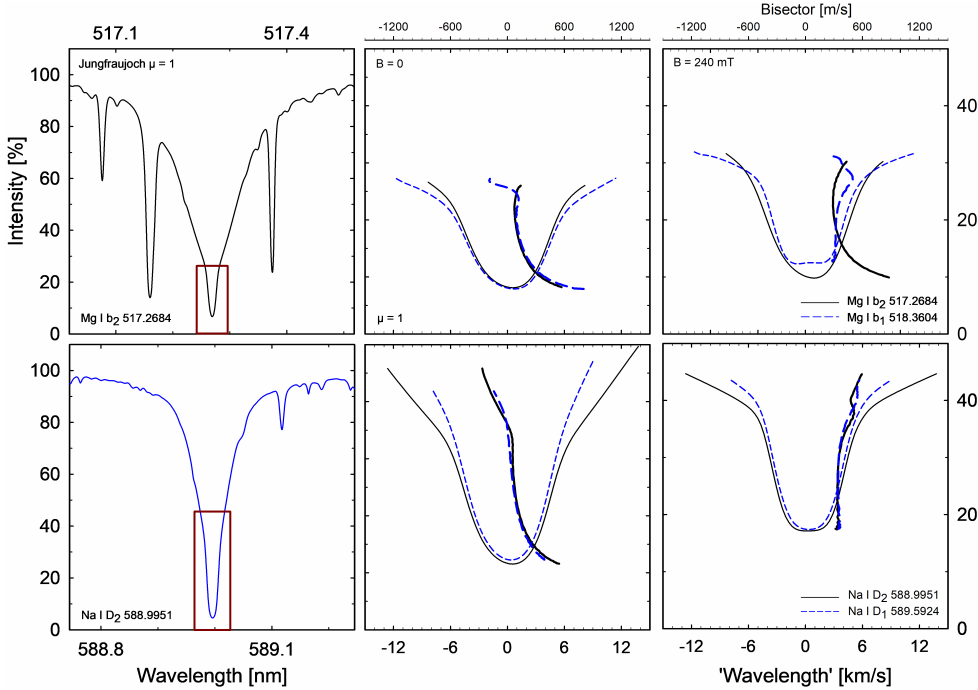 Bisector [m/s]
517.1 517.4 -1200 -600 0 600 1200 -1200 -600 0 600 1200
Jungfraujoch µ = 1 B = 0 B = 240 mT
100
80
60
40
20
0
Intensity [%]
40
20
0
Mg I b2 517.2684 µ = 1
Mg I b2 517.2684
Mg I b1 518.3604
100
80
60
40
20
0
40
20
0
Na I D2 588.9951
Na I D2 588.9951
Na I D1 589.5924
588.8 589.1 -12 -6 0 6 12 -12 -6 0 6 12
Wavelength [nm] 'Wavelength' [km/s]